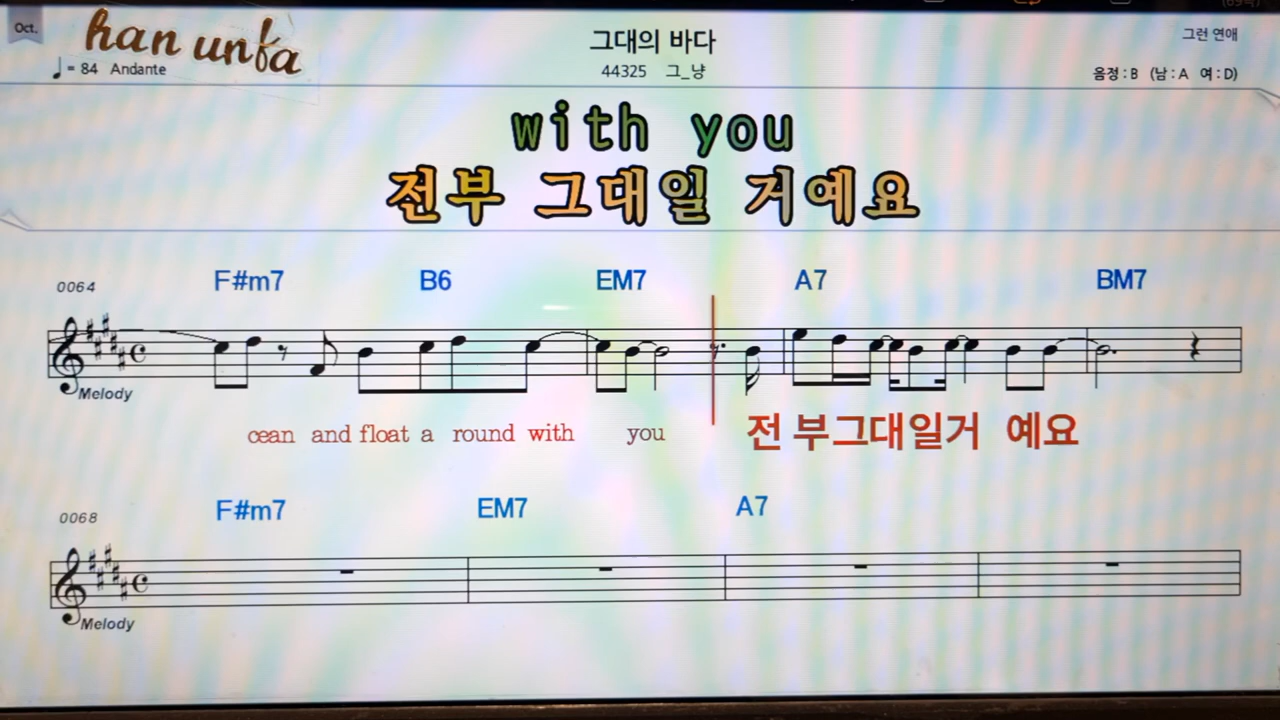 Oct.
han unfa
♩ = 84 Andante
그대의 바다
44325 그_냥
그런 연애
음정 : B (남 : A 여 : D)
with you
전부 그대일 거예요
0064
F#m7 B6 EM7 A7 BM7
Melody
cean and float a round with you 전 부그대일거 예요
0068
F#m7 EM7 A7
Melody